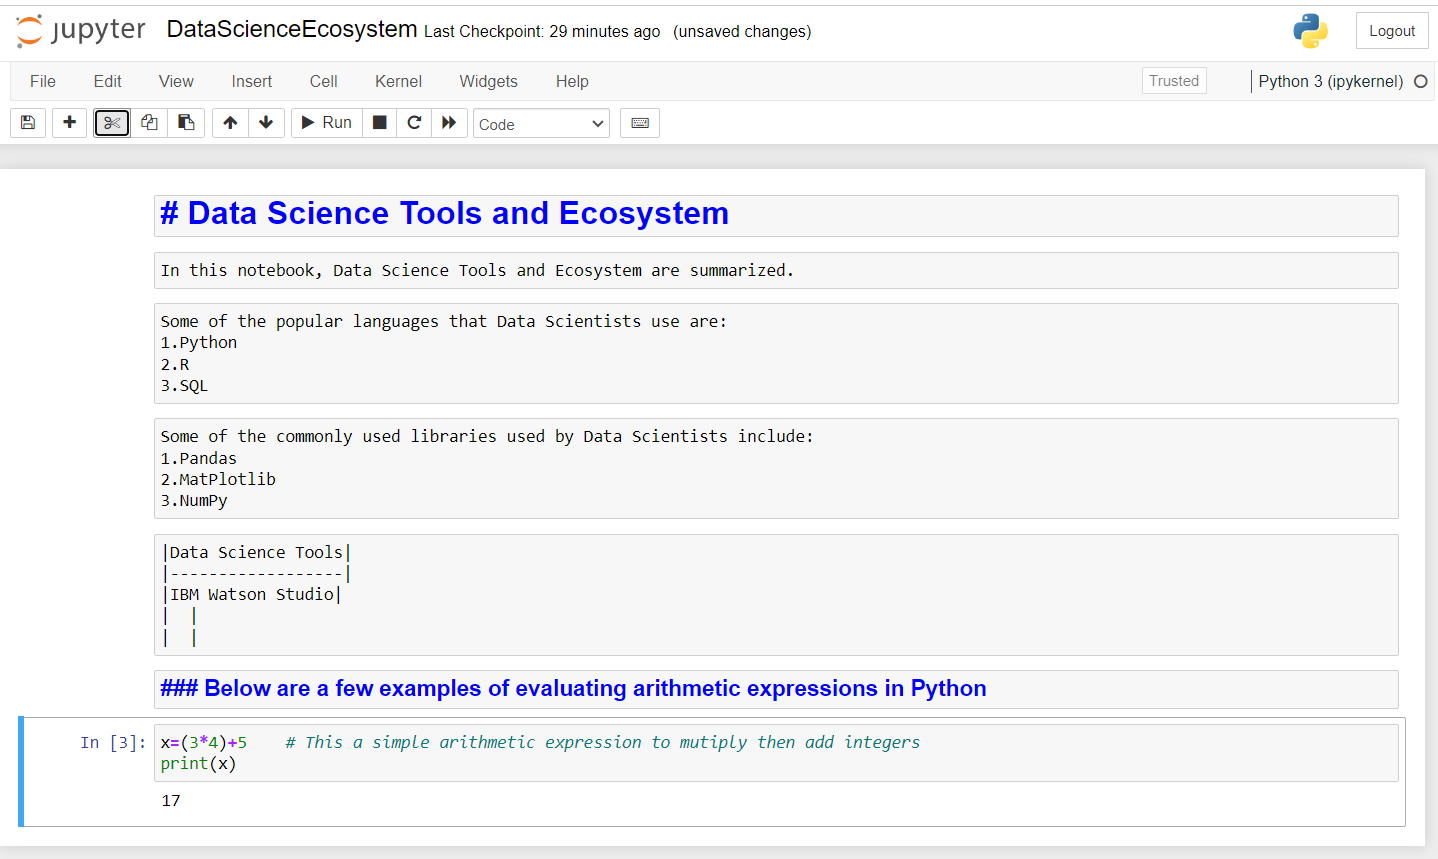 jupyter DataScienceEcosystem Last Checkpoint: 29 minutes ago (unsaved changes) Logout
File Edit View Insert Cell Kernel Widgets Help Trusted Python 3 (ipykernel)
Run Code
# Data Science Tools and Ecosystem
In this notebook, Data Science Tools and Ecosystem are summarized.
Some of the popular languages that Data Scientists use are:
1.Python
2.R
3.SQL
Some of the commonly used libraries used by Data Scientists include:
1.Pandas
2.MatPlotlib
3.NumPy
|Data Science Tools|
|------------------|
|IBM Watson Studio|
|  |
|  |
### Below are a few examples of evaluating arithmetic expressions in Python
In [3]: x=(3*4)+5    # This a simple arithmetic expression to mutiply then add integers
print(x)
17